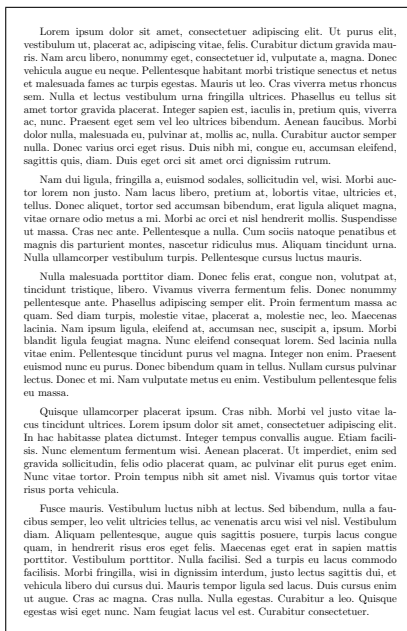 Lorem ipsum dolor sit amet, consectetuer adipiscing elit. Ut purus elit,
vestibulum ut, placerat ac, adipiscing vitae, felis. Curabitur dictum gravida mau-
ris. Nam arcu libero, nonummy eget, consectetuer id, vulputate a, magna. Donec
vehicula augue eu neque. Pellentesque habitant morbi tristique senectus et netus
et malesuada fames ac turpis egestas. Mauris ut leo. Cras viverra metus rhoncus
sem. Nulla et lectus vestibulum urna fringilla ultrices. Phasellus eu tellus sit
amet tortor gravida placerat. Integer sapien est, iaculis in, pretium quis, viverra
ac, nunc. Praesent eget sem vel leo ultrices bibendum. Aenean faucibus. Morbi
dolor nulla, malesuada eu, pulvinar at, mollis ac, nulla. Curabitur auctor semper
nulla. Donec varius orci eget risus. Duis nibh mi, congue eu, accumsan eleifend,
sagittis quis, diam. Duis eget orci sit amet orci dignissim rutrum.
Nam dui ligula, fringilla a, euismod sodales, sollicitudin vel, wisi. Morbi auc-
tor lorem non justo. Nam lacus libero, pretium at, lobortis vitae, ultricies et,
tellus. Donec aliquet, tortor sed accumsan bibendum, erat ligula aliquet magna,
vitae ornare odio metus a mi. Morbi ac orci et nisl hendrerit mollis. Suspendisse
ut massa. Cras nec ante. Pellentesque a nulla. Cum sociis natoque penatibus et
magnis dis parturient montes, nascetur ridiculus mus. Aliquam tincidunt urna.
Nulla ullamcorper vestibulum turpis. Pellentesque cursus luctus mauris.
Nulla malesuada porttitor diam. Donec felis erat, congue non, volutpat at,
tincidunt tristique, libero. Vivamus viverra fermentum felis. Donec nonummy
pellentesque ante. Phasellus adipiscing semper elit. Proin fermentum massa ac
quam. Sed diam turpis, molestie vitae, placerat a, molestie nec, leo. Maecenas
lacinia. Nam ipsum ligula, eleifend at, accumsan nec, suscipit a, ipsum. Morbi
blandit ligula feugiat magna. Nunc eleifend consequat lorem. Sed lacinia nulla
vitae enim. Pellentesque tincidunt purus vel magna. Integer non enim. Praesent
euismod nunc eu purus. Donec bibendum quam in tellus. Nullam cursus pulvinar
lectus. Donec et mi. Nam vulputate metus eu enim. Vestibulum pellentesque felis
eu massa.
Quisque ullamcorper placerat ipsum. Cras nibh. Morbi vel justo vitae la-
cus tincidunt ultrices. Lorem ipsum dolor sit amet, consectetuer adipiscing elit.
In hac habitasse platea dictumst. Integer tempus convallis augue. Etiam facili-
sis. Nunc elementum fermentum wisi. Aenean placerat. Ut imperdiet, enim sed
gravida sollicitudin, felis odio placerat quam, ac pulvinar elit purus eget enim.
Nunc vitae tortor. Proin tempus nibh sit amet nisl. Vivamus quis tortor vitae
risus porta vehicula.
Fusce mauris. Vestibulum luctus nibh at lectus. Sed bibendum, nulla a fau-
cibus semper, leo velit ultricies tellus, ac venenatis arcu wisi vel nisl. Vestibulum
diam. Aliquam pellentesque, augue quis sagittis posuere, turpis lacus congue
quam, in hendrerit risus eros eget felis. Maecenas eget erat in sapien mattis
porttitor. Vestibulum porttitor. Nulla facilisi. Sed a turpis eu lacus commodo
facilisis. Morbi fringilla, wisi in dignissim interdum, justo lectus sagittis dui, et
vehicula libero dui cursus dui. Mauris tempor ligula sed lacus. Duis cursus enim
ut augue. Cras ac magna. Cras nulla. Nulla egestas. Curabitur a leo. Quisque
egestas wisi eget nunc. Nam feugiat lacus vel est. Curabitur consectetuer.